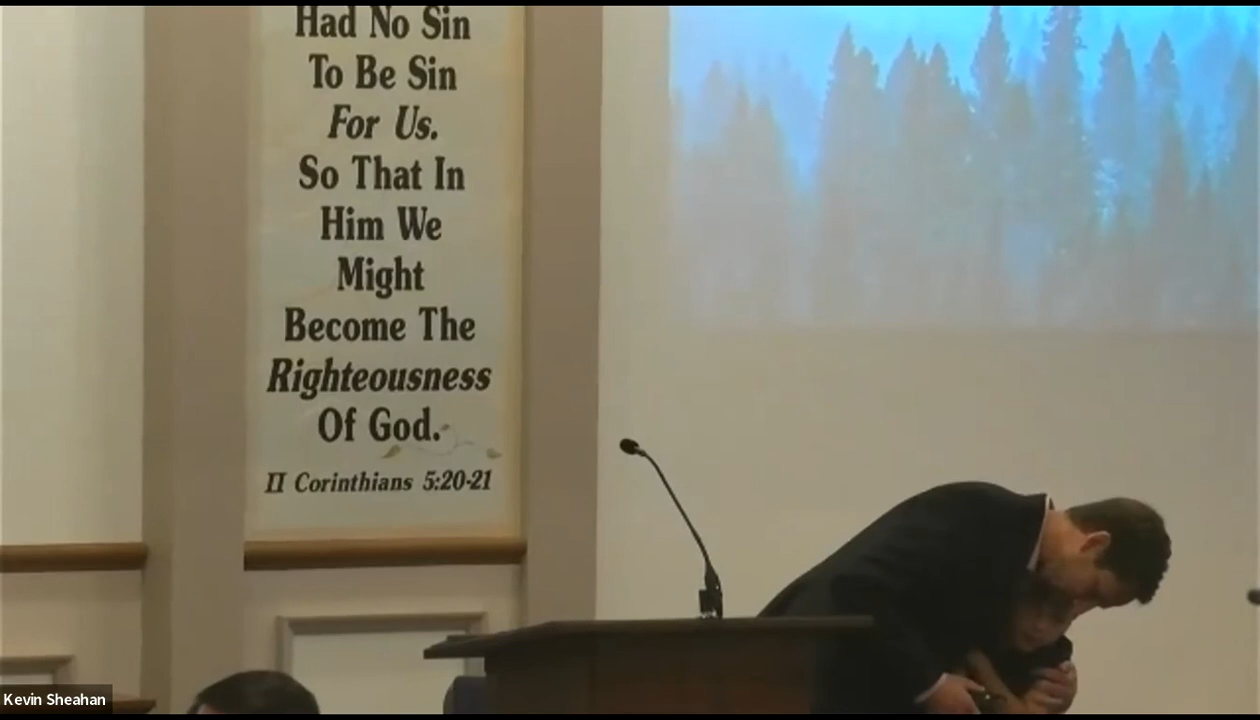 Had No Sin
To Be Sin
For Us.
So That In
Him We
Might
Become The
Righteousness
Of God.
II Corinthians 5:20-21
Kevin Sheahan